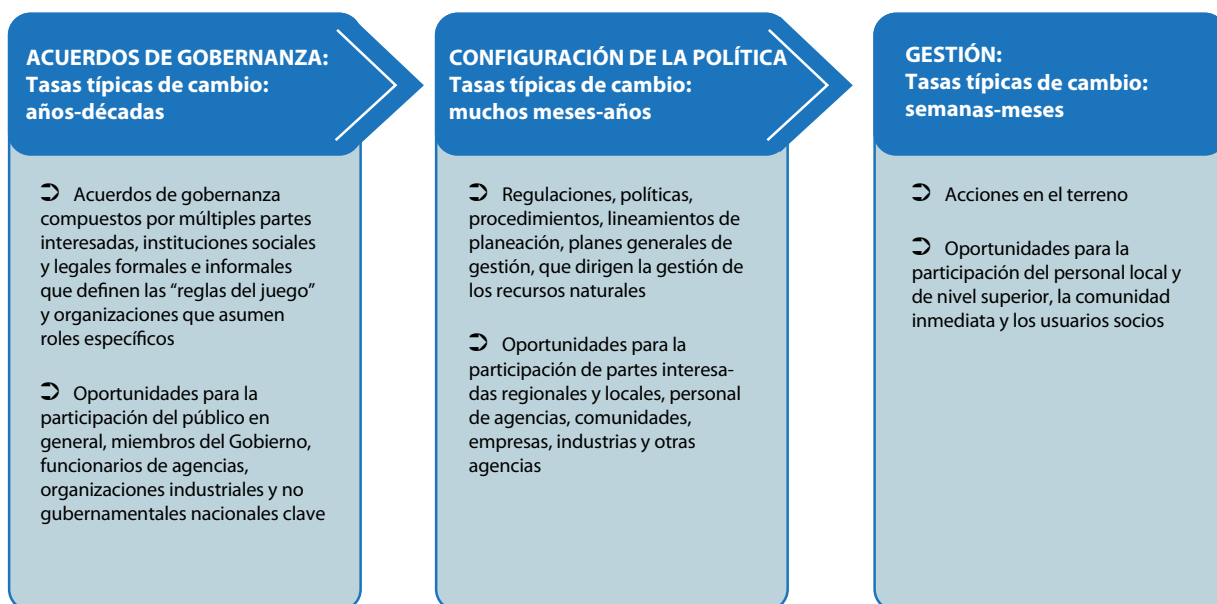 ACUERDOS DE GOBERNANZA:
Tasas típicas de cambio:
años-décadas
➲ Acuerdos de gobernanza
compuestos por múltiples partes
interesadas, instituciones sociales
y legales formales e informales
que definen las “reglas del juego”
y organizaciones que asumen
roles específicos
➲ Oportunidades para la
participación del público en
general, miembros del Gobierno,
funcionarios de agencias,
organizaciones industriales y no
gubernamentales nacionales clave
CONFIGURACIÓN DE LA POLÍTICA
Tasas típicas de cambio:
muchos meses-años
➲ Regulaciones, políticas,
procedimientos, lineamientos de
planeación, planes generales de
gestión, que dirigen la gestión de
los recursos naturales
➲ Oportunidades para la
participación de partes interesa-
das regionales y locales, personal
de agencias, comunidades,
empresas, industrias y otras
agencias
GESTIÓN:
Tasas típicas de cambio:
semanas-meses
➲ Acciones en el terreno
➲ Oportunidades para la
participación del personal local y
de nivel superior, la comunidad
inmediata y los usuarios socios